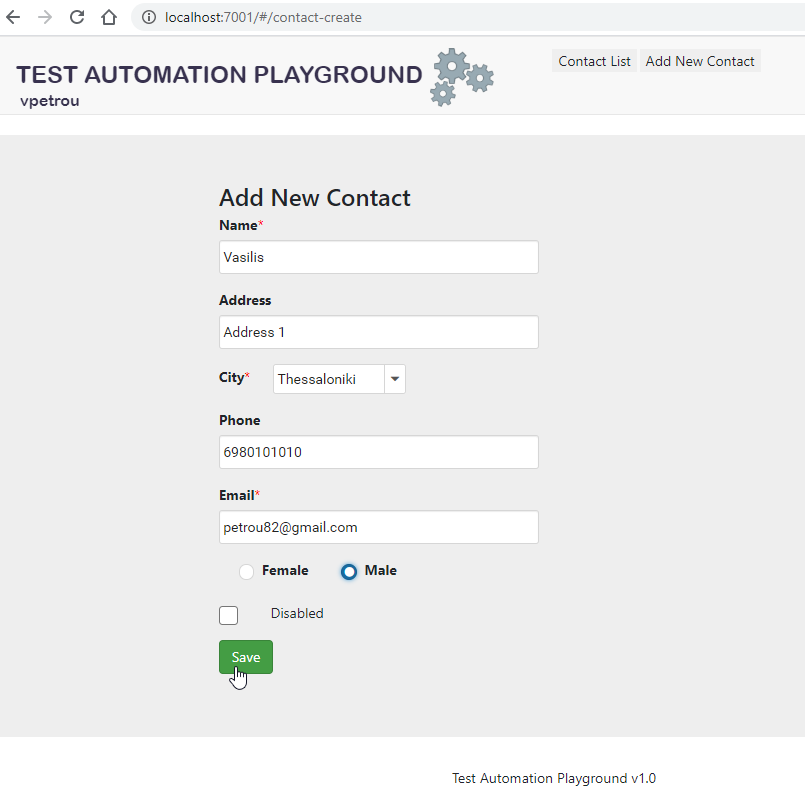 localhost:7001/#/contact-create
TEST AUTOMATION PLAYGROUND
vpetrou
Contact List Add New Contact
Add New Contact
Name*
Vasilis
Address
Address 1
City* Thessaloniki
Phone
6980101010
Email*
petrou82@gmail.com
Female Male
Disabled
Save
Test Automation Playground v1.0